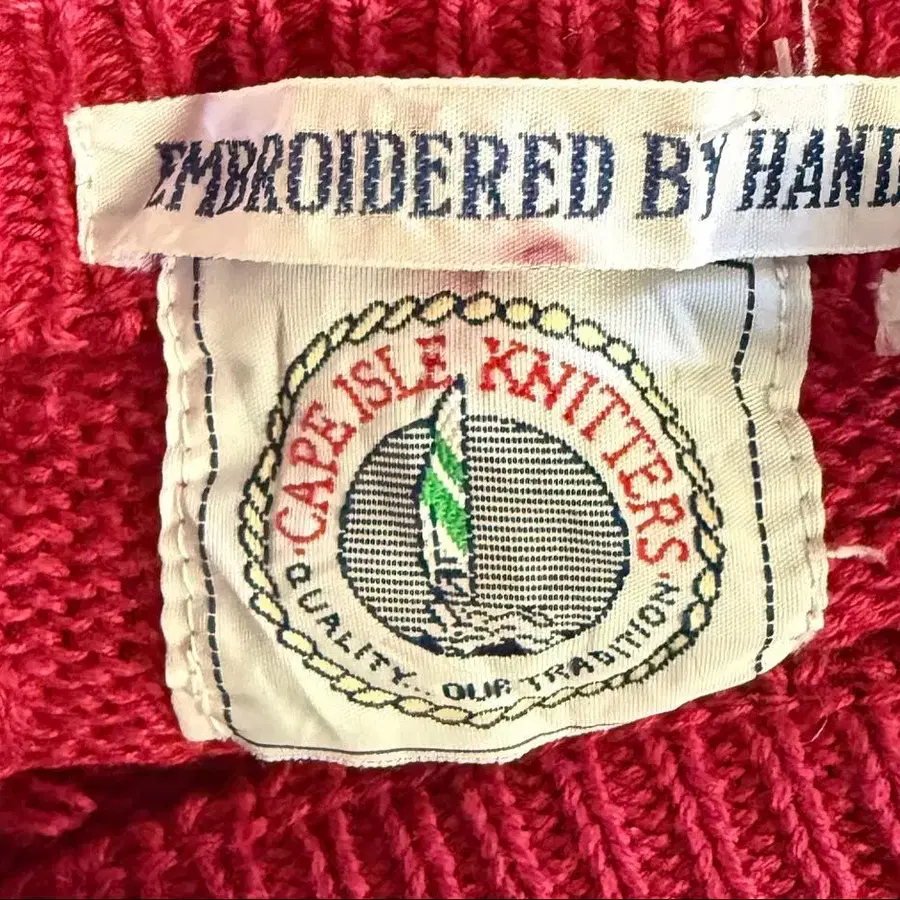 EMBROIDERED BY HAND
· CAPE ISLE KNITTERS ·
QUALITY... OUR TRADITION